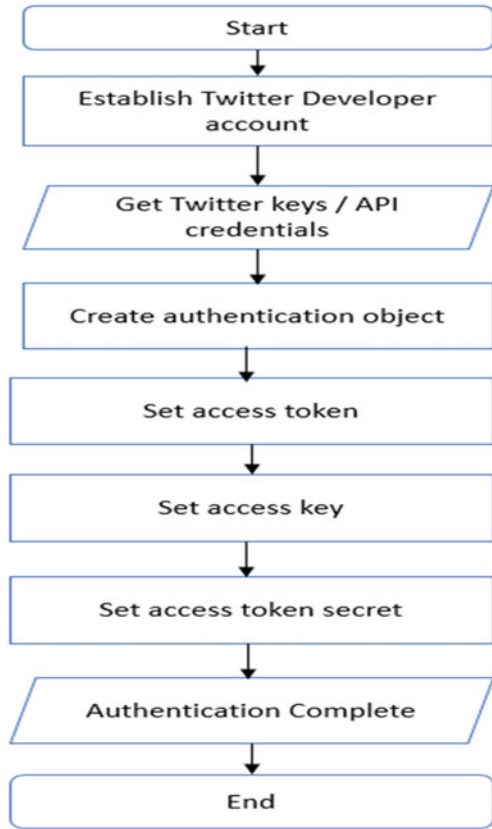 Start
Establish Twitter Developer
account
Get Twitter keys / API
credentials
Create authentication object
Set access token
Set access key
Set access token secret
Authentication Complete
End